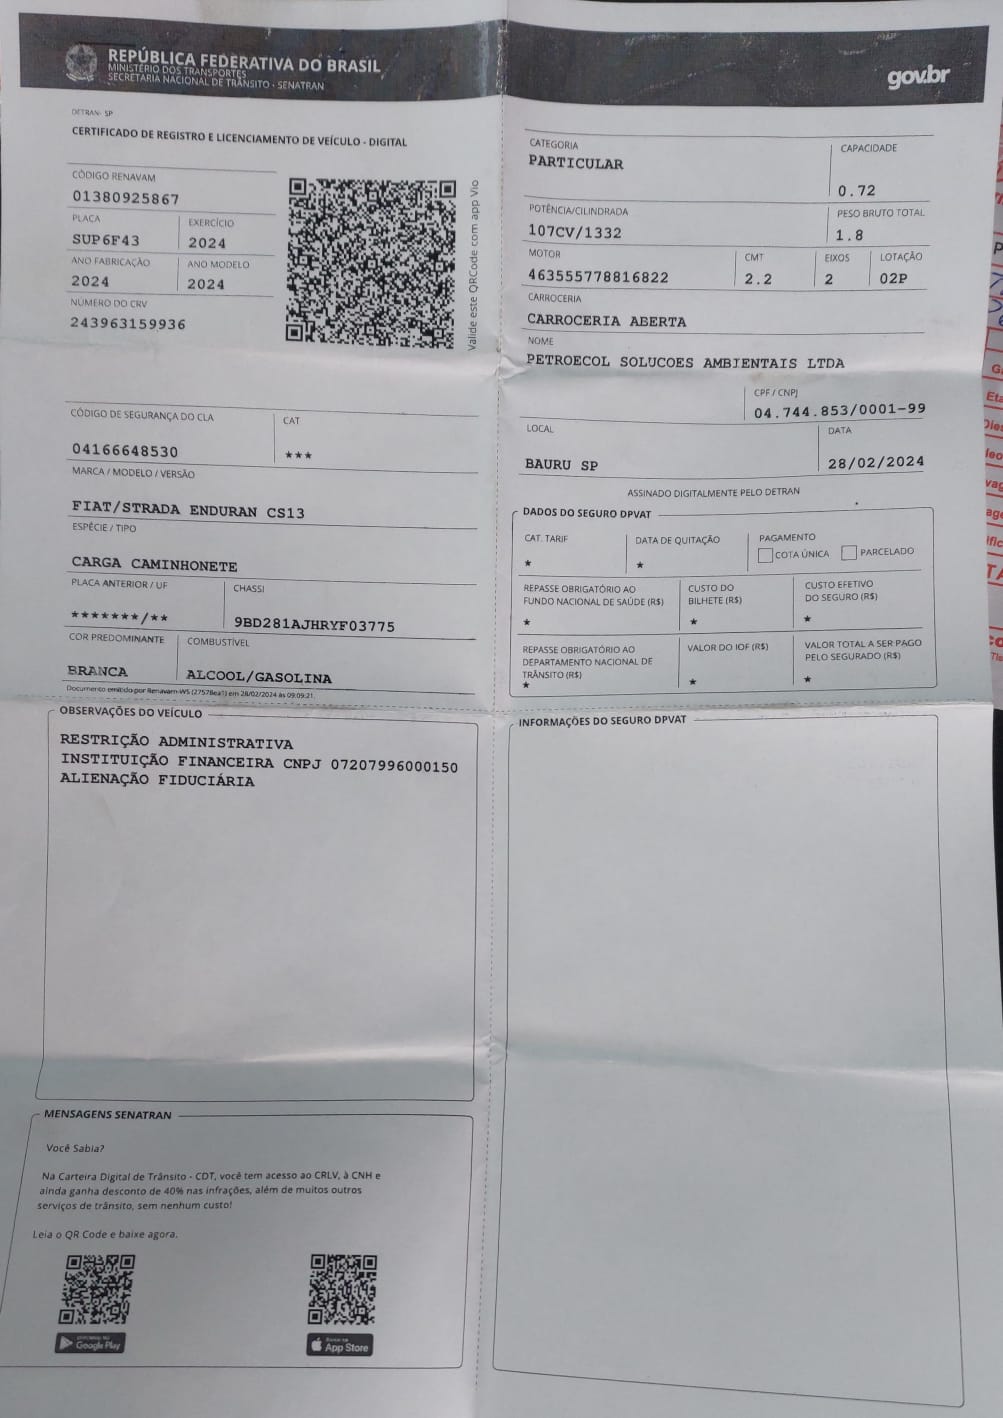 REPÚBLICA FEDERATIVA DO BRASIL
MINISTÉRIO DOS TRANSPORTES
SECRETARIA NACIONAL DE TRÂNSITO - SENATRAN
gov.br
DETRAN- SP
CERTIFICADO DE REGISTRO E LICENCIAMENTO DE VEÍCULO - DIGITAL
CÓDIGO RENAVAM
01380925867
PLACA EXERCÍCIO
SUP6F43 2024
ANO FABRICAÇÃO ANO MODELO
2024 2024
NÚMERO DO CRV
243963159936
Valide este QRCode com app Vio
CÓDIGO DE SEGURANÇA DO CLA CAT
04166648530 ***
MARCA / MODELO / VERSÃO
FIAT/STRADA ENDURAN CS13
ESPÉCIE / TIPO
CARGA CAMINHONETE
PLACA ANTERIOR / UF CHASSI
*******/** 9BD281AJHRYF03775
COR PREDOMINANTE COMBUSTÍVEL
BRANCA ALCOOL/GASOLINA
Documento emitido por Renavam-WS (27578ea1) em 28/02/2024 às 09:09:21.
CATEGORIA CAPACIDADE
PARTICULAR
0.72
POTÊNCIA/CILINDRADA PESO BRUTO TOTAL
107CV/1332 1.8
MOTOR CMT EIXOS LOTAÇÃO
463555778816822 2.2 2 02P
CARROCERIA
CARROCERIA ABERTA
NOME
PETROECOL SOLUCOES AMBIENTAIS LTDA
CPF / CNPJ
04.744.853/0001-99
LOCAL DATA
BAURU SP 28/02/2024
ASSINADO DIGITALMENTE PELO DETRAN
DADOS DO SEGURO DPVAT
CAT. TARIF DATA DE QUITAÇÃO PAGAMENTO
* * COTA ÚNICA PARCELADO
REPASSE OBRIGATÓRIO AO CUSTO DO CUSTO EFETIVO
FUNDO NACIONAL DE SAÚDE (R$) BILHETE (R$) DO SEGURO (R$)
* * *
REPASSE OBRIGATÓRIO AO VALOR DO IOF (R$) VALOR TOTAL A SER PAGO
DEPARTAMENTO NACIONAL DE PELO SEGURADO (R$)
TRÂNSITO (R$)
* * *
OBSERVAÇÕES DO VEÍCULO
RESTRIÇÃO ADMINISTRATIVA
INSTITUIÇÃO FINANCEIRA CNPJ 07207996000150
ALIENAÇÃO FIDUCIÁRIA
INFORMAÇÕES DO SEGURO DPVAT
MENSAGENS SENATRAN
Você Sabia?
Na Carteira Digital de Trânsito - CDT, você tem acesso ao CRLV, à CNH e
ainda ganha desconto de 40% nas infrações, além de muitos outros
serviços de trânsito, sem nenhum custo!
Leia o QR Code e baixe agora.
Google Play
App Store